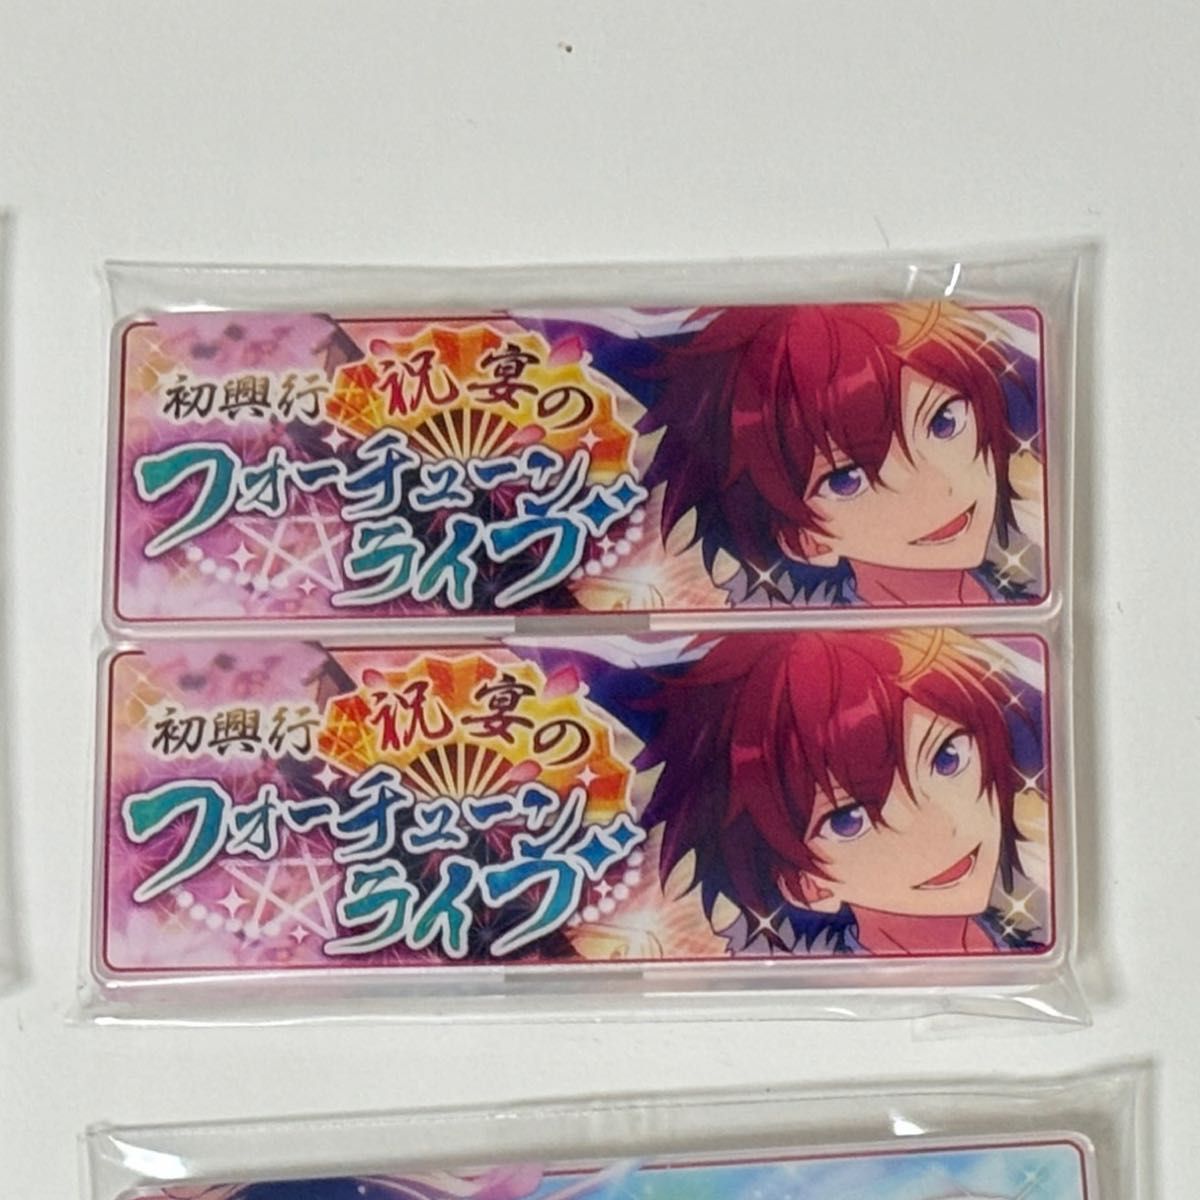 初興行 祝宴の
フォーチューン
ライブ
初興行 祝宴の
フォーチューン
ライブ